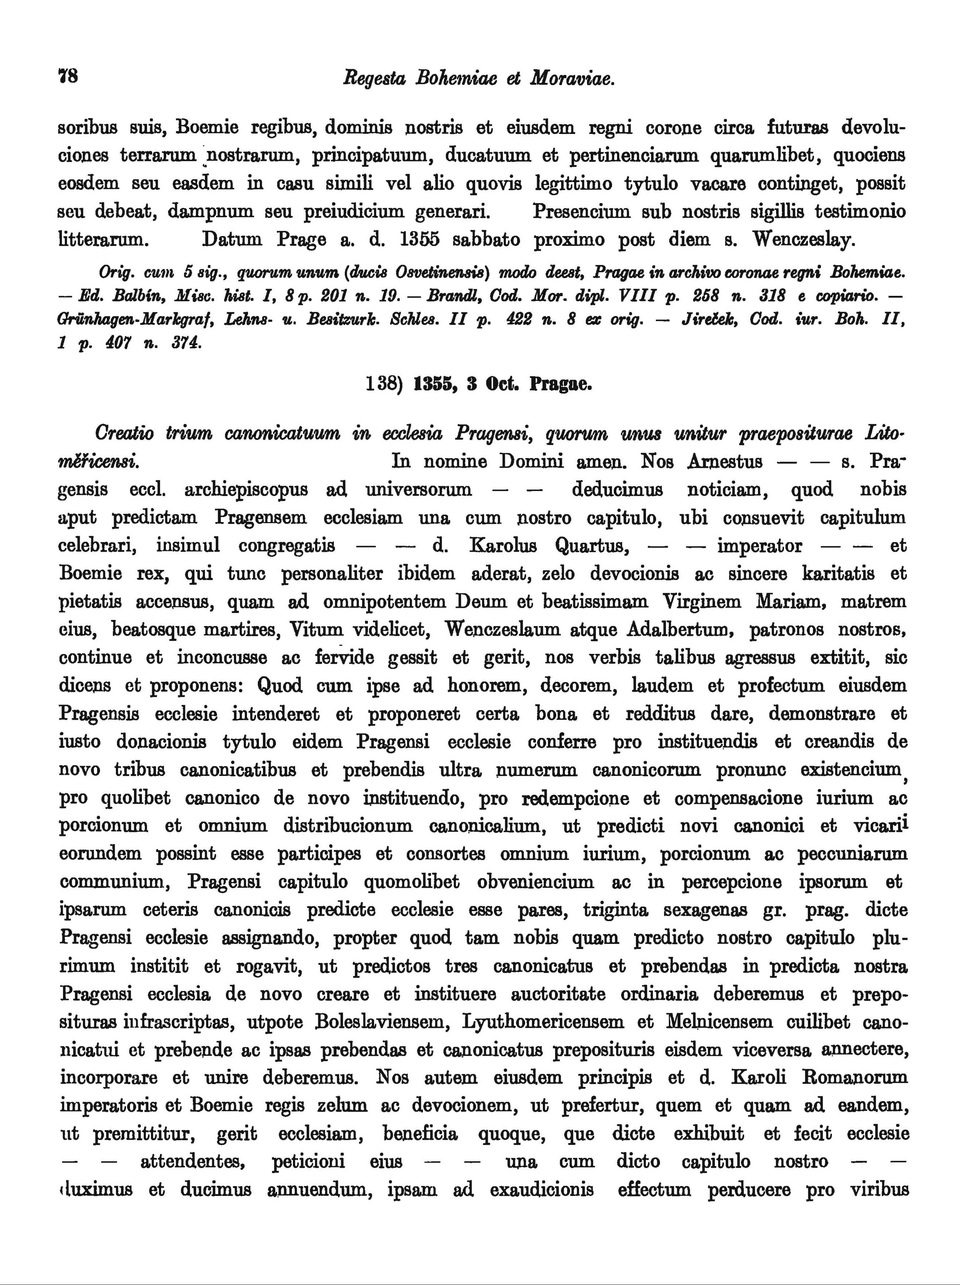 78
Regesta Bohemiae et Moraviae.
soribus suis, Boemie regibus, dominis nostris et eiusdem regni corone circa futuras devolu-
ciones terrarum nostrarum, principatuum, ducatuum et pertinenciarum quarumlibet, quociens
eosdem seu easdem in casu simili vel alio quovis legittimo tytulo vacare continget, possit
seu debeat, dampnum seu preiudicium generari. Presencium sub nostris sigillis testimonio
litterarum. Datum Prage a. d. 1355 sabbato proximo post diem s. Wenczeslay.
Orig. cum 5 sig., quorum unum (ducis Osvetinensis) modo deest, Pragae in archivo coronae regni Bohemiae.
— Ed. Balbín, Misc. hist. I, 8 p. 201 n. 19. — Brandl, Cod. Mor. dipl. VIII p. 258 n. 318 e copiario. —
Grünhagen-Markgraf, Lehns- u. Besitzurk. Schles. II p. 422 n. 8 ex orig. — Jireček, Cod. iur. Boh. II,
1 p. 407 n. 374.
138) 1355, 3 Oct. Pragae.
Creatio trium canonicatuum in ecclesia Pragensi, quorum unus unitur praepositurae Lito-
měřicensi. In nomine Domini amen. Nos Arnestus — — s. Pra-
gensis eccl. archiepiscopus ad universorum — — deducimus noticiam, quod nobis
aput predictam Pragensem ecclesiam una cum nostro capitulo, ubi consuevit capitulum
celebrari, insimul congregatis — — d. Karolus Quartus, — — imperator — — et
Boemie rex, qui tunc personaliter ibidem aderat, zelo devocionis ac sincere karitatis et
pietatis accensus, quam ad omnipotentem Deum et beatissimam Virginem Mariam, matrem
eius, beatosque martires, Vitum videlicet, Wenczeslaum atque Adalbertum, patronos nostros,
continue et inconcusse ac fervide gessit et gerit, nos verbis talibus agressus extitit, sic
dicens et proponens: Quod cum ipse ad honorem, decorem, laudem et profectum eiusdem
Pragensis ecclesie intenderet et proponeret certa bona et redditus dare, demonstrare et
iusto donacionis tytulo eidem Pragensi ecclesie conferre pro instituendis et creandis de
novo tribus canonicatibus et prebendis ultra numerum canonicorum pronunc existencium,
pro quolibet canonico de novo instituendo, pro redempcione et compensacione iurium ac
porcionum et omnium distribucionum canonicalium, ut predicti novi canonici et vicarii
eorundem possint esse participes et consortes omnium iurium, porcionum ac peccuniarum
communium, Pragensi capitulo quomolibet obveniencium ac in percepcione ipsorum et
ipsarum ceteris canonicis predicte ecclesie esse pares, triginta sexagenas gr. prag. dicte
Pragensi ecclesie assignando, propter quod tam nobis quam predicto nostro capitulo plu-
rimum institit et rogavit, ut predictos tres canonicatus et prebendas in predicta nostra
Pragensi ecclesia de novo creare et instituere auctoritate ordinaria deberemus et prepo-
situras infrascriptas, utpote Boleslaviensem, Lyuthomericensem et Melnicensem cuilibet cano-
nicatui et prebende ac ipsas prebendas et canonicatus preposituris eisdem viceversa annectere,
incorporare et unire deberemus. Nos autem eiusdem principis et d. Karoli Romanorum
imperatoris et Boemie regis zelum ac devocionem, ut prefertur, quem et quam ad eandem,
ut premittitur, gerit ecclesiam, beneficia quoque, que dicte exhibuit et fecit ecclesie
— — attendentes, peticioni eius — — una cum dicto capitulo nostro — —
duximus et ducimus annuendum, ipsam ad exaudicionis effectum perducere pro viribus